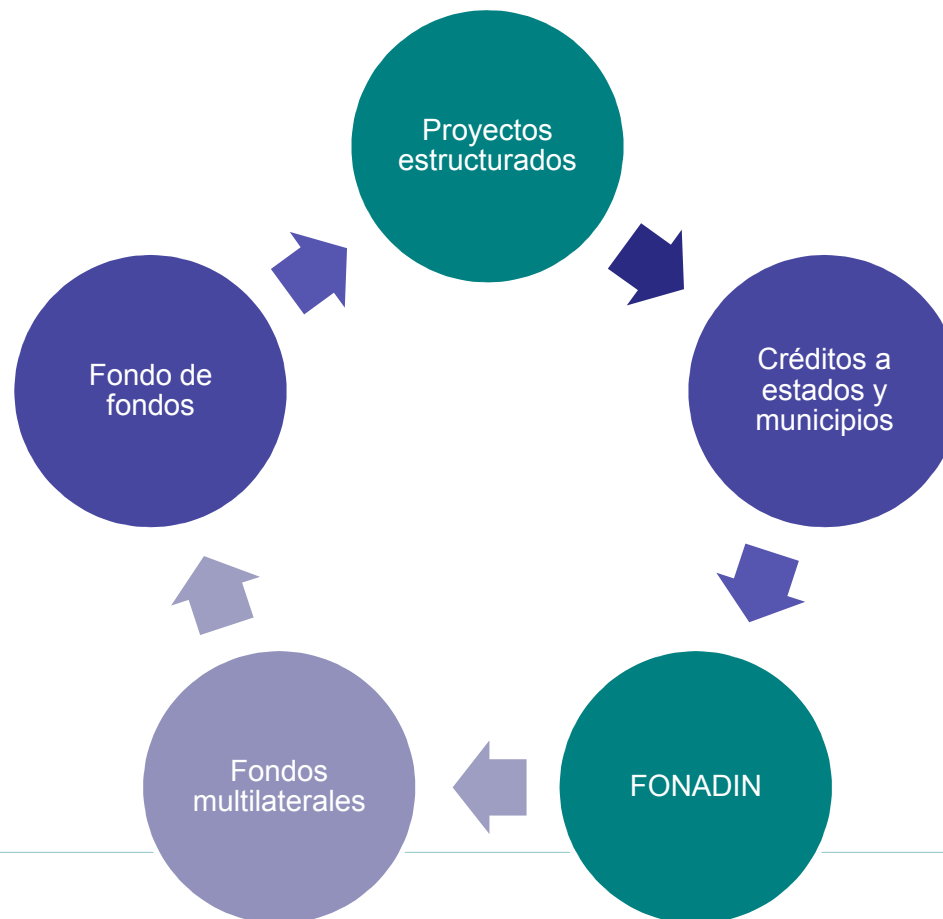 Proyectos
estructurados
Créditos a
estados y
municipios
FONADIN
Fondos
multilaterales
Fondo de
fondos